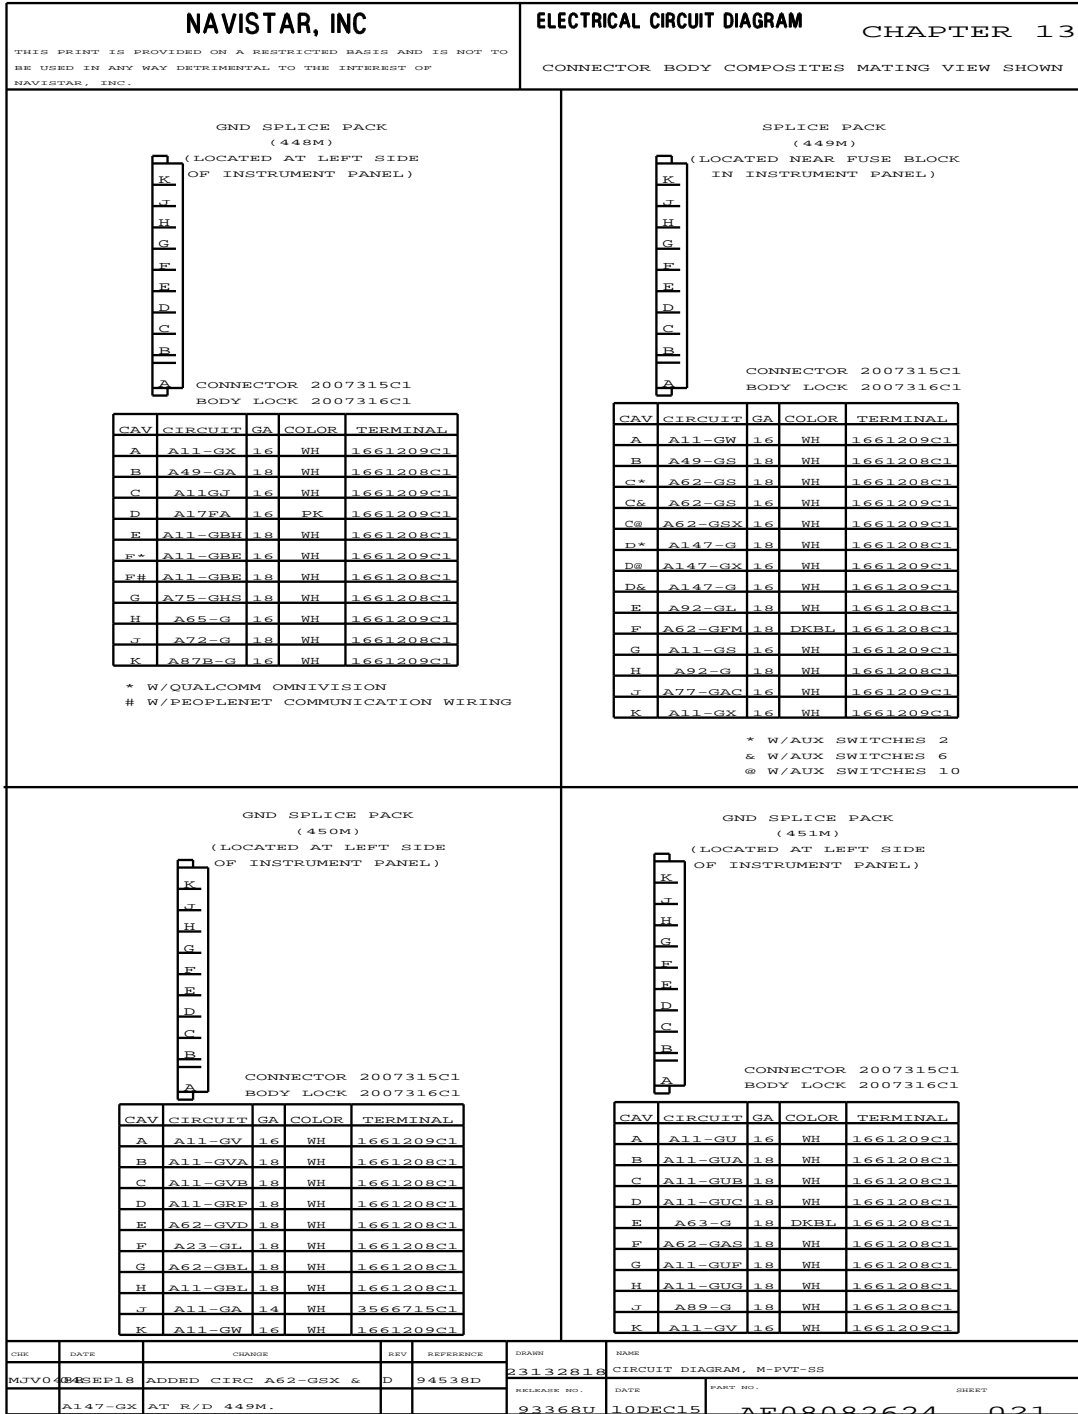 NAVISTAR, INC
THIS PRINT IS PROVIDED ON A RESTRICTED BASIS AND IS NOT TO
BE USED IN ANY WAY DETRIMENTAL TO THE INTEREST OF
NAVISTAR, INC.
ELECTRICAL CIRCUIT DIAGRAM
CHAPTER 13
CONNECTOR BODY COMPOSITES MATING VIEW SHOWN
GND SPLICE PACK
(448M)
(LOCATED AT LEFT SIDE
OF INSTRUMENT PANEL)
K
J
H
G
F
E
D
C
B
A
CONNECTOR 2007315C1
BODY LOCK 2007316C1
CAV CIRCUIT GA COLOR TERMINAL
A A11-GX 16 WH 1661209C1
B A49-GA 18 WH 1661208C1
C A11GJ 16 WH 1661209C1
D A17FA 16 PK 1661209C1
E A11-GBH 18 WH 1661208C1
F* A11-GBE 16 WH 1661209C1
F# A11-GBE 18 WH 1661208C1
G A75-GHS 18 WH 1661208C1
H A65-G 16 WH 1661209C1
J A72-G 18 WH 1661208C1
K A87B-G 16 WH 1661209C1
* W/QUALCOMM OMNIVISION
# W/PEOPLENET COMMUNICATION WIRING
SPLICE PACK
(449M)
(LOCATED NEAR FUSE BLOCK
IN INSTRUMENT PANEL)
K
J
H
G
F
E
D
C
B
A
CONNECTOR 2007315C1
BODY LOCK 2007316C1
CAV CIRCUIT GA COLOR TERMINAL
A A11-GW 16 WH 1661209C1
B A49-GS 18 WH 1661208C1
C* A62-GS 18 WH 1661208C1
C& A62-GS 16 WH 1661209C1
C@ A62-GSX 16 WH 1661209C1
D* A147-G 18 WH 1661208C1
D@ A147-GX 16 WH 1661209C1
D& A147-G 16 WH 1661209C1
E A92-GL 18 WH 1661208C1
F A62-GFM 18 DKBL 1661208C1
G A11-GS 16 WH 1661209C1
H A92-G 18 WH 1661208C1
J A77-GAC 16 WH 1661209C1
K A11-GX 16 WH 1661209C1
* W/AUX SWITCHES 2
& W/AUX SWITCHES 6
@ W/AUX SWITCHES 10
GND SPLICE PACK
(450M)
(LOCATED AT LEFT SIDE
OF INSTRUMENT PANEL)
K
J
H
G
F
E
D
C
B
A
CONNECTOR 2007315C1
BODY LOCK 2007316C1
CAV CIRCUIT GA COLOR TERMINAL
A A11-GV 16 WH 1661209C1
B A11-GVA 18 WH 1661208C1
C A11-GVB 18 WH 1661208C1
D A11-GRP 18 WH 1661208C1
E A62-GVD 18 WH 1661208C1
F A23-GL 18 WH 1661208C1
G A62-GBL 18 WH 1661208C1
H A11-GBL 18 WH 1661208C1
J A11-GA 14 WH 3566715C1
K A11-GW 16 WH 1661209C1
GND SPLICE PACK
(451M)
(LOCATED AT LEFT SIDE
OF INSTRUMENT PANEL)
K
J
H
G
F
E
D
C
B
A
CONNECTOR 2007315C1
BODY LOCK 2007316C1
CAV CIRCUIT GA COLOR TERMINAL
A A11-GU 16 WH 1661209C1
B A11-GUA 18 WH 1661208C1
C A11-GUB 18 WH 1661208C1
D A11-GUC 18 WH 1661208C1
E A63-G 18 DKBL 1661208C1
F A62-GAS 18 WH 1661208C1
G A11-GUF 18 WH 1661208C1
H A11-GUG 18 WH 1661208C1
J A89-G 18 WH 1661208C1
K A11-GV 16 WH 1661209C1
CHK DATE CHANGE REV REFERENCE
ADDED CIRC A62-GSX & D 94538D
A147-GX AT R/D 449M.
DRAWN
23132818
NAME
CIRCUIT DIAGRAM, M-PVT-SS
RELEASE NO.
93368U
DATE
10DEC15
PART NO.
AF08082624
SHEET
021